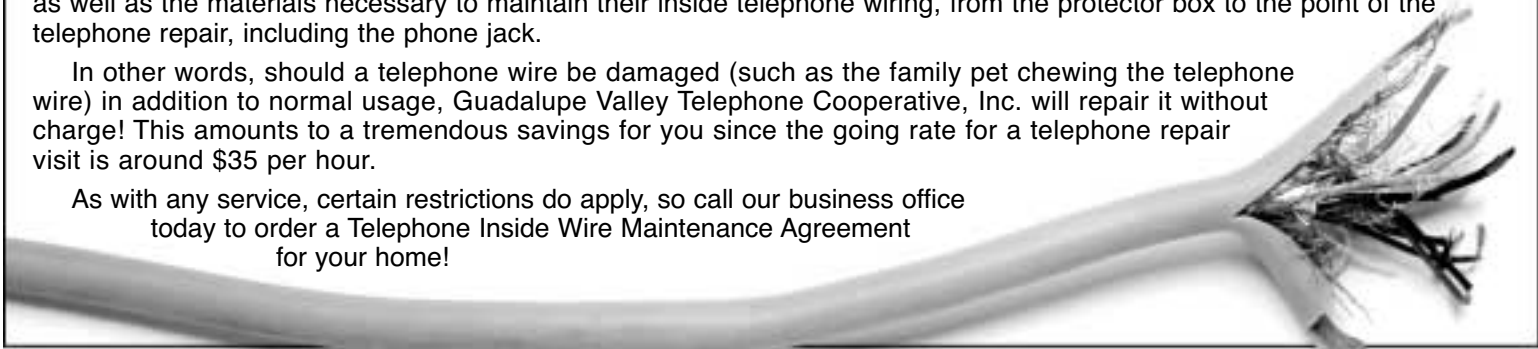 as well as the materials necessary to maintain their inside telephone wiring, from the protector box to the point of the
telephone repair, including the phone jack.
In other words, should a telephone wire be damaged (such as the family pet chewing the telephone
wire) in addition to normal usage, Guadalupe Valley Telephone Cooperative, Inc. will repair it without
charge! This amounts to a tremendous savings for you since the going rate for a telephone repair
visit is around $35 per hour.
As with any service, certain restrictions do apply, so call our business office
today to order a Telephone Inside Wire Maintenance Agreement
for your home!